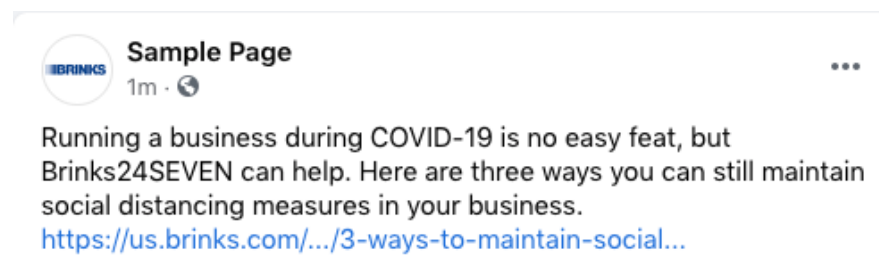 BRINKS
Sample Page
1m ·
Running a business during COVID-19 is no easy feat, but
Brinks24SEVEN can help. Here are three ways you can still maintain
social distancing measures in your business.
https://us.brinks.com/.../3-ways-to-maintain-social...